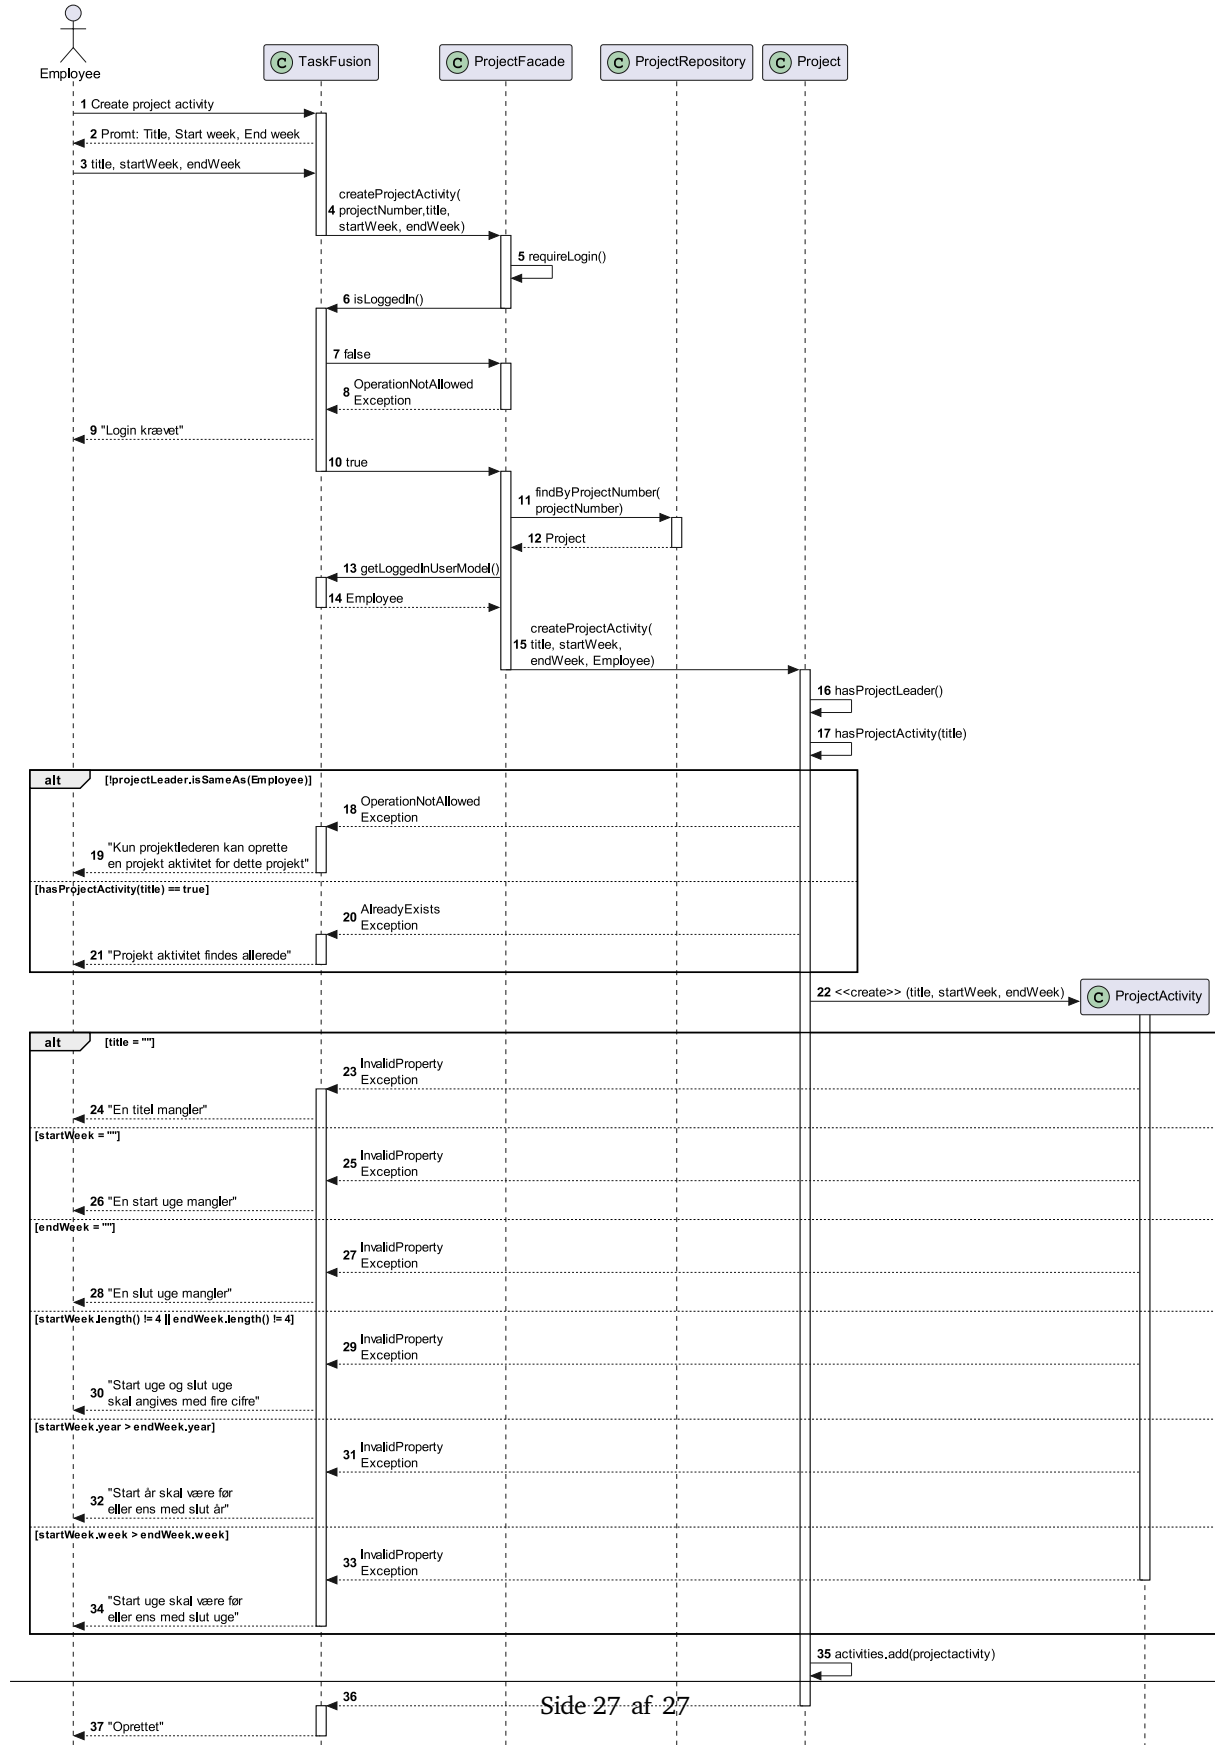 Employee
C TaskFusion
C ProjectFacade
C ProjectRepository
C Project
1 Create project activity
2 Promt: Title, Start week, End week
3 title, startWeek, endWeek
createProjectActivity(
4 projectNumber,title,
startWeek, endWeek)
5 requireLogin()
6 isLoggedIn()
7 false
8 OperationNotAllowed
Exception
9 "Login krævet"
10 true
11 findByProjectNumber(
projectNumber)
12 Project
13 getLoggedInUserModel()
14 Employee
createProjectActivity(
15 title, startWeek,
endWeek, Employee)
16 hasProjectLeader()
17 hasProjectActivity(title)
alt [!projectLeader.isSameAs(Employee)]
18 OperationNotAllowed
Exception
19 "Kun projektlederen kan oprette
en projekt aktivitet for dette projekt"
[hasProjectActivity(title) == true]
20 AlreadyExists
Exception
21 "Projekt aktivitet findes allerede"
22 <<create>> (title, startWeek, endWeek)
C ProjectActivity
alt [title = ""]
23 InvalidProperty
Exception
24 "En titel mangler"
[startWeek = ""]
25 InvalidProperty
Exception
26 "En start uge mangler"
[endWeek = ""]
27 InvalidProperty
Exception
28 "En slut uge mangler"
[startWeek.length() != 4 || endWeek.length() != 4]
29 InvalidProperty
Exception
30 "Start uge og slut uge
skal angives med fire cifre"
[startWeek.year > endWeek.year]
31 InvalidProperty
Exception
32 "Start år skal være før
eller ens med slut år"
[startWeek.week > endWeek.week]
33 InvalidProperty
Exception
34 "Start uge skal være før
eller ens med slut uge"
35 activities.add(projectactivity)
36
Side 27 af 27
37 "Oprettet"